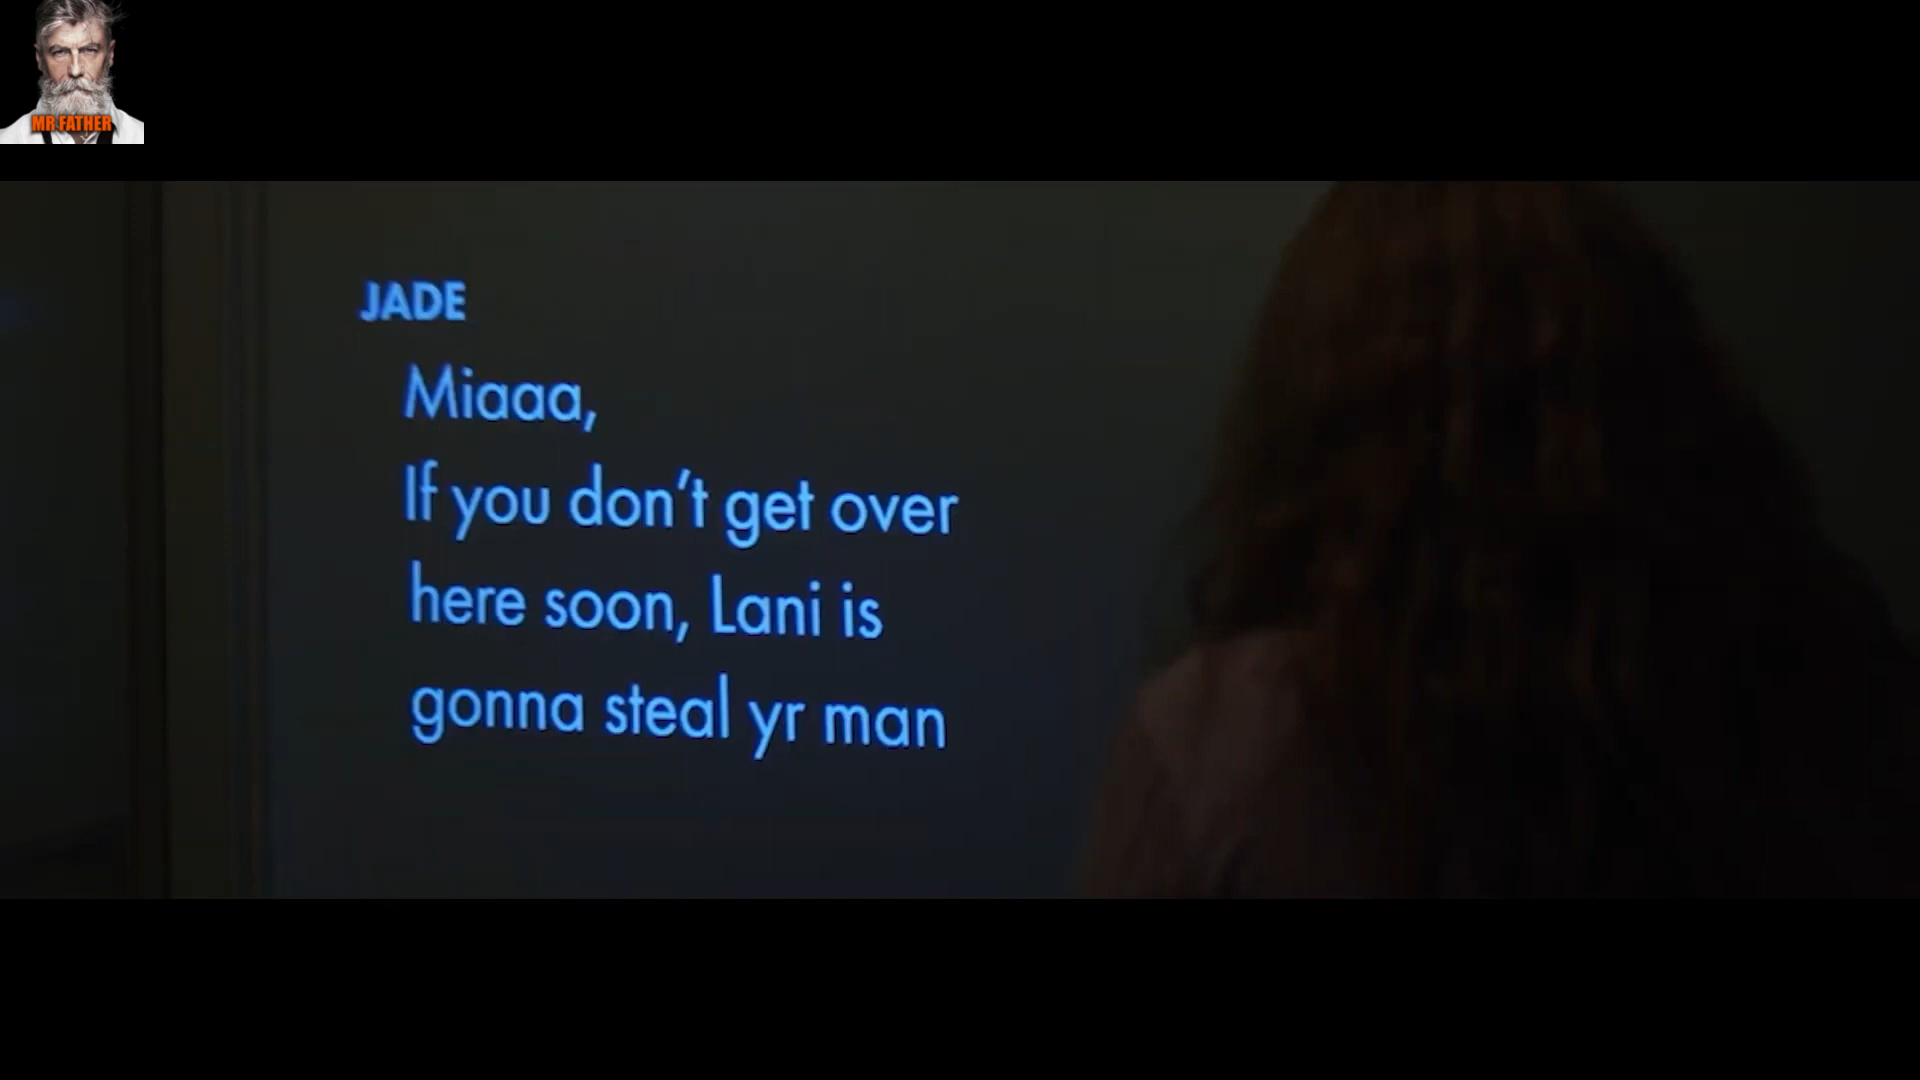 MR FATHER
JADE
Miaaa,
If you don't get over
here soon, Lani is
gonna steal yr man